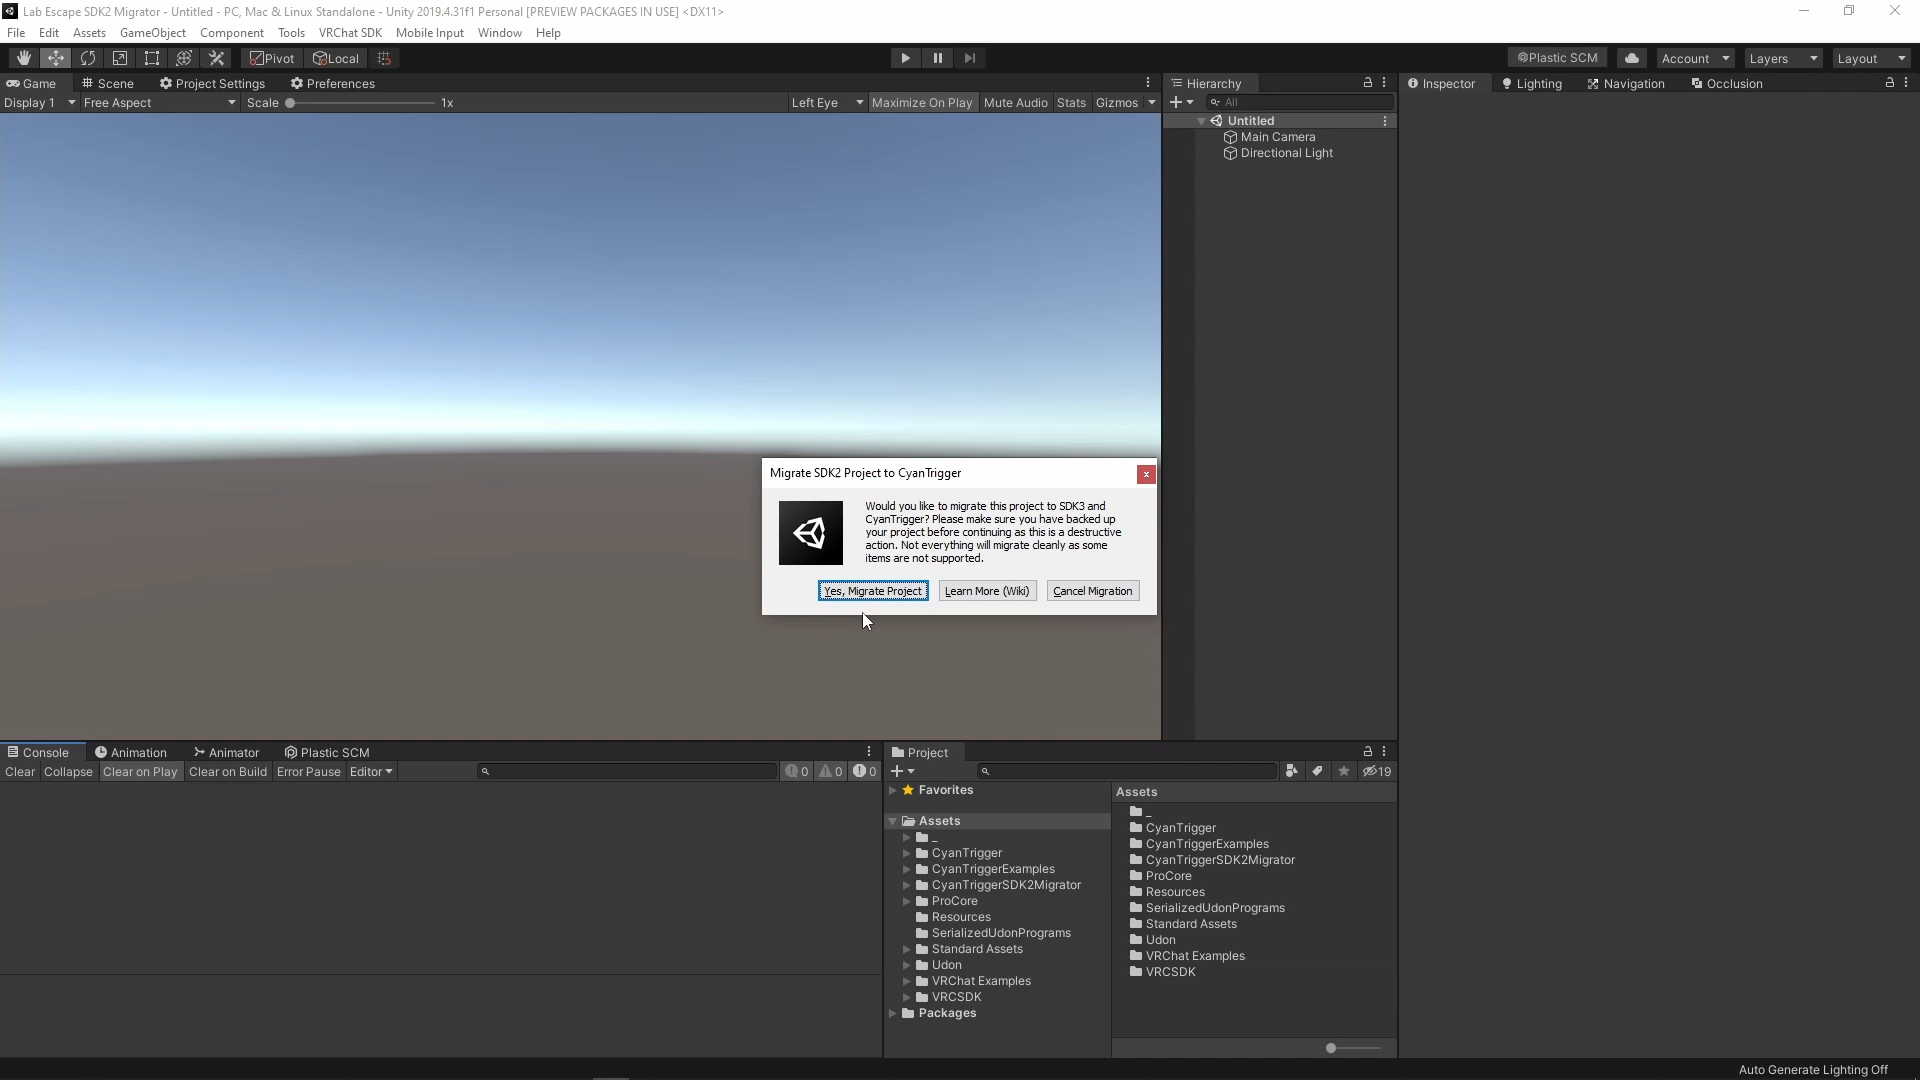 Lab Escape SDK2 Migrator - Untitled - PC, Mac & Linux Standalone - Unity 2019.4.31f1 Personal [PREVIEW PACKAGES IN USE] <DX11>
File Edit Assets GameObject Component Tools VRChat SDK Mobile Input Window Help
Pivot Local Plastic SCM Account Layers Layout
Game Scene Project Settings Preferences Hierarchy Inspector Lighting Navigation Occlusion
Display 1 Free Aspect Scale 1x Left Eye Maximize On Play Mute Audio Stats Gizmos All
Untitled
Main Camera
Directional Light
Migrate SDK2 Project to CyanTrigger
Would you like to migrate this project to SDK3 and
CyanTrigger? Please make sure you have backed up
your project before continuing as this is a destructive
action. Not everything will migrate cleanly as some
items are not supported.
Yes, Migrate Project Learn More (Wiki) Cancel Migration
Console Animation Animator Plastic SCM Project
Clear Collapse Clear on Play Clear on Build Error Pause Editor 0 0 0 19
Favorites
Assets
_
CyanTrigger
CyanTriggerExamples
CyanTriggerSDK2Migrator
ProCore
Resources
SerializedUdonPrograms
Standard Assets
Udon
VRChat Examples
VRCSDK
Packages
Assets
_
CyanTrigger
CyanTriggerExamples
CyanTriggerSDK2Migrator
ProCore
Resources
SerializedUdonPrograms
Standard Assets
Udon
VRChat Examples
VRCSDK
Auto Generate Lighting Off